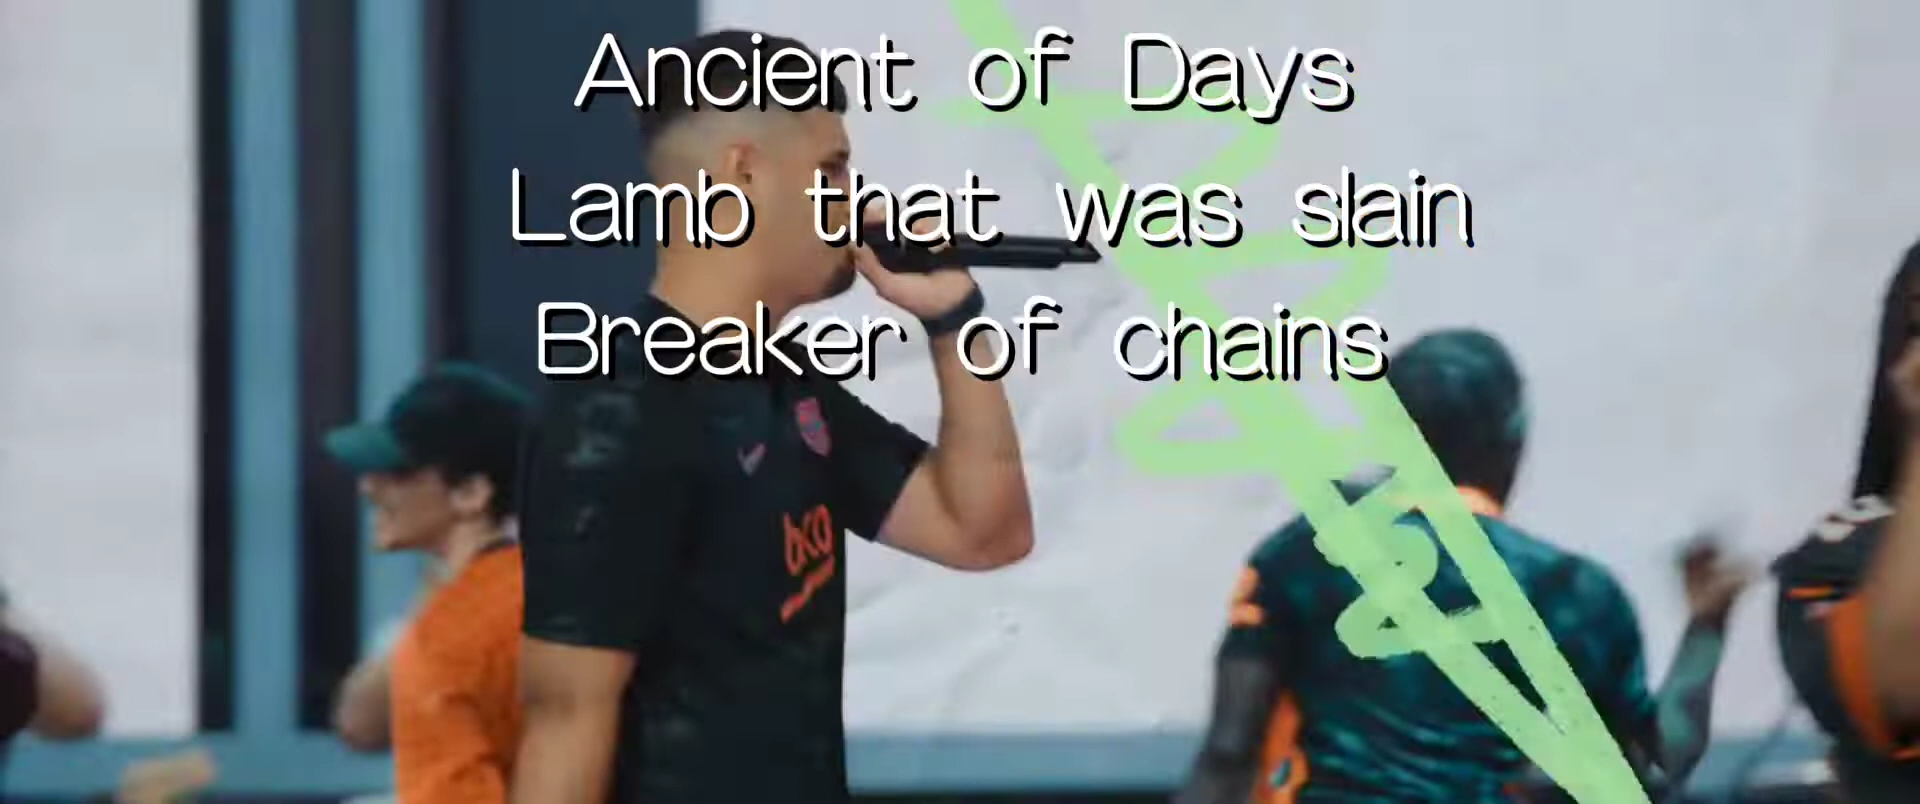 Ancient of Days
Lamb that was slain
Breaker of chains